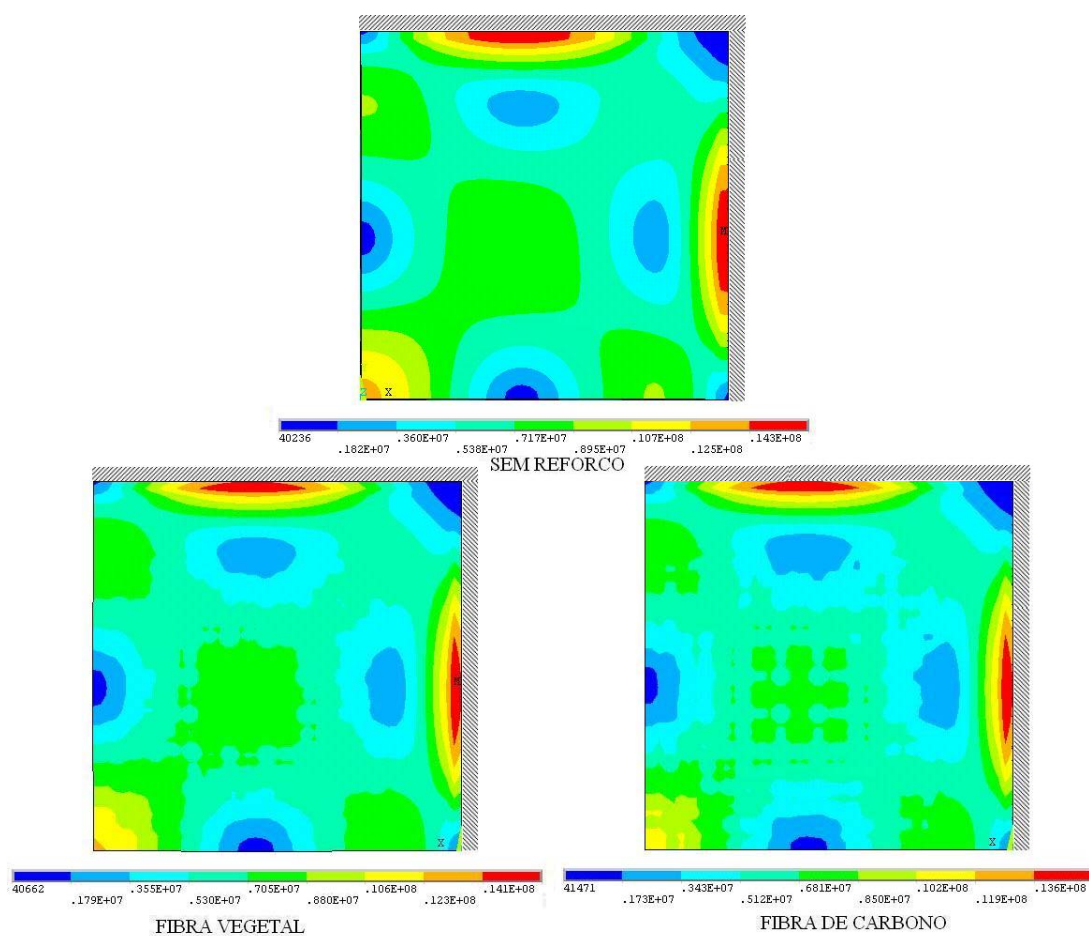 M
Z X
40236 .360E+07 .717E+07 .107E+08 .143E+08
.182E+07 .538E+07 .895E+07 .125E+08
SEM REFORCO
M
X
40662 .355E+07 .705E+07 .106E+08 .141E+08
.179E+07 .530E+07 .880E+07 .123E+08
FIBRA VEGETAL
X
41471 .343E+07 .681E+07 .102E+08 .136E+08
.173E+07 .512E+07 .850E+07 .119E+08
FIBRA DE CARBONO